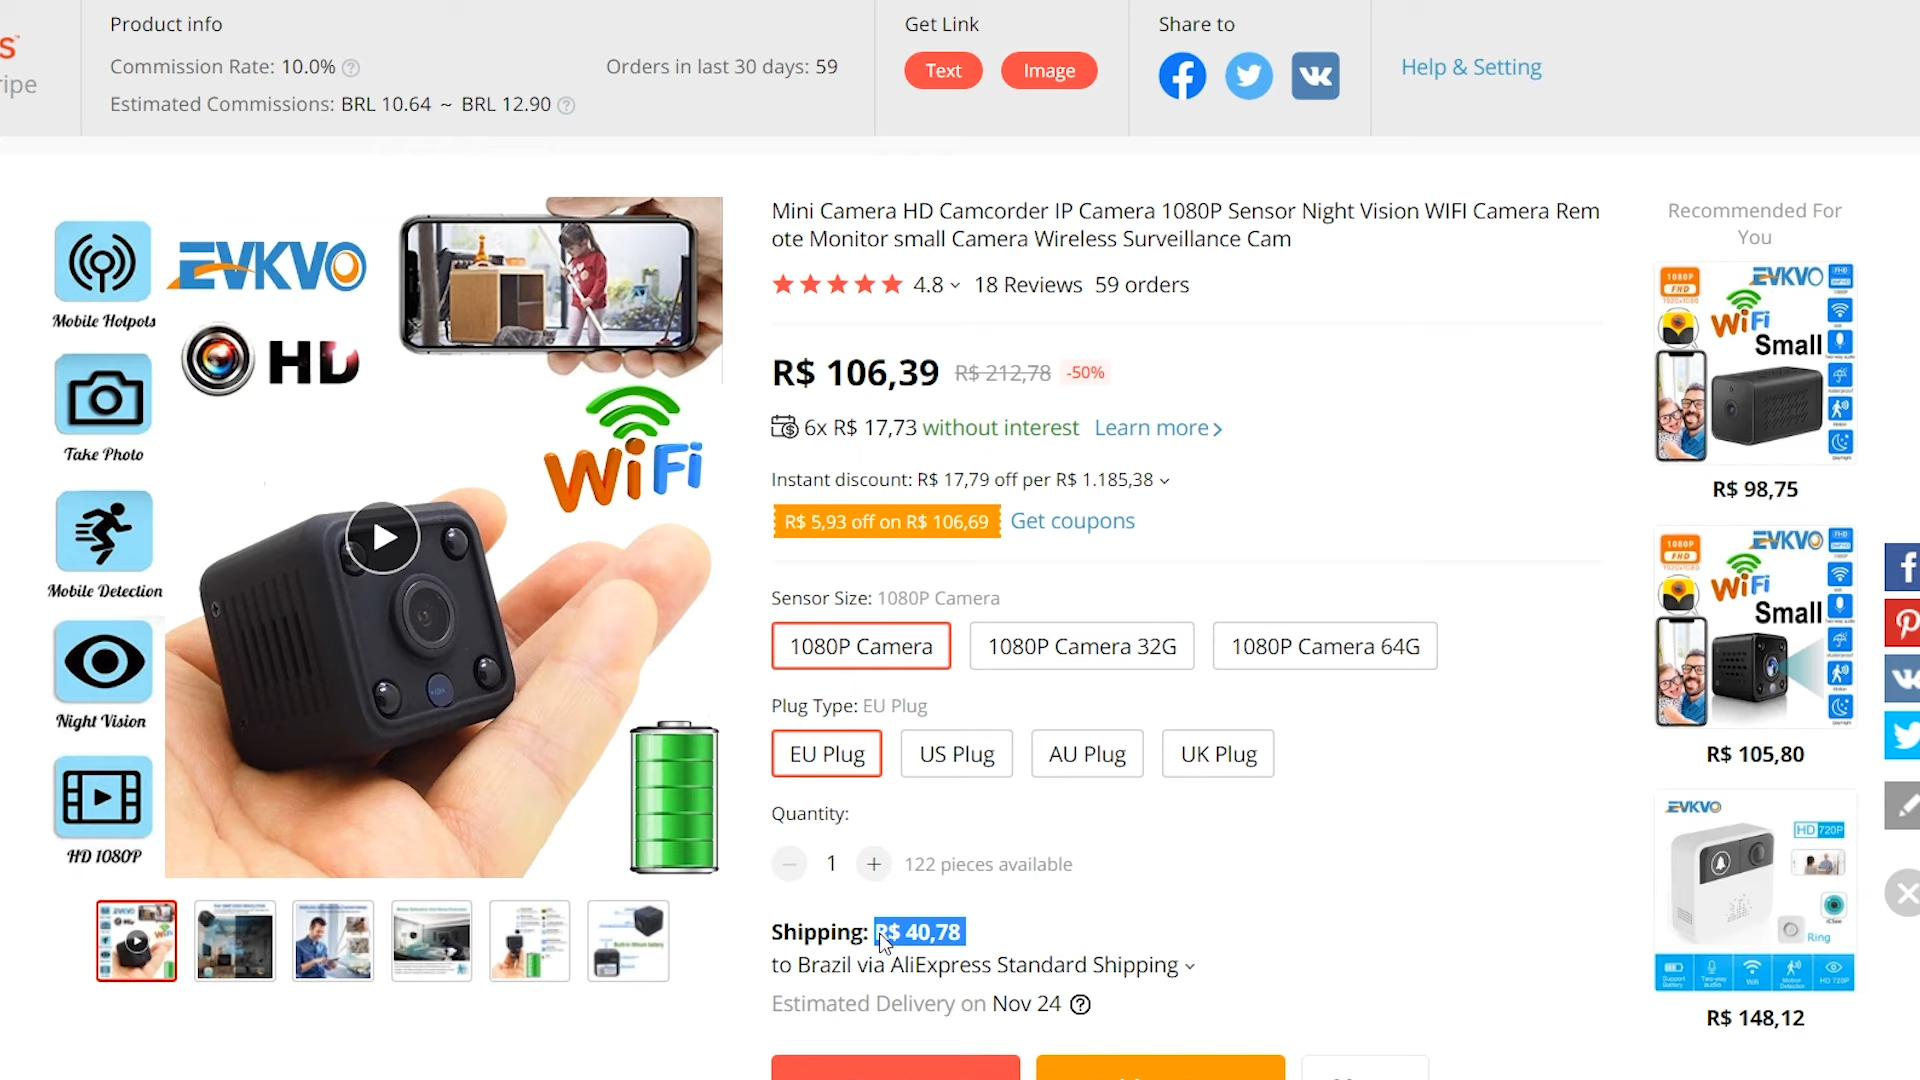 s
ripe
Product info
Commission Rate: 10.0%
Orders in last 30 days: 59
Estimated Commissions: BRL 10.64 ~ BRL 12.90
Get Link
Text
Image
Share to
Help & Setting
Mobile Hotpots
EVKVO
HD
Take Photo
WiFi
Mobile Detection
Night Vision
HD 1080P
Mini Camera HD Camcorder IP Camera 1080P Sensor Night Vision WIFI Camera Rem
ote Monitor small Camera Wireless Surveillance Cam
4.8 18 Reviews 59 orders
R$ 106,39 R$ 212,78 -50%
6x R$ 17,73 without interest Learn more
Instant discount: R$ 17,79 off per R$ 1.185,38
R$ 5,93 off on R$ 106,69 Get coupons
Sensor Size: 1080P Camera
1080P Camera
1080P Camera 32G
1080P Camera 64G
Plug Type: EU Plug
EU Plug
US Plug
AU Plug
UK Plug
Quantity:
1 + 122 pieces available
Shipping: R$ 40,78
to Brazil via AliExpress Standard Shipping
Estimated Delivery on Nov 24
Recommended For
You
1080P
FHD
EVKVO
WiFi
Small
R$ 98,75
1080P
FHD
EVKVO
WiFi
Small
R$ 105,80
EVKVO
HD 720P
Ring
R$ 148,12